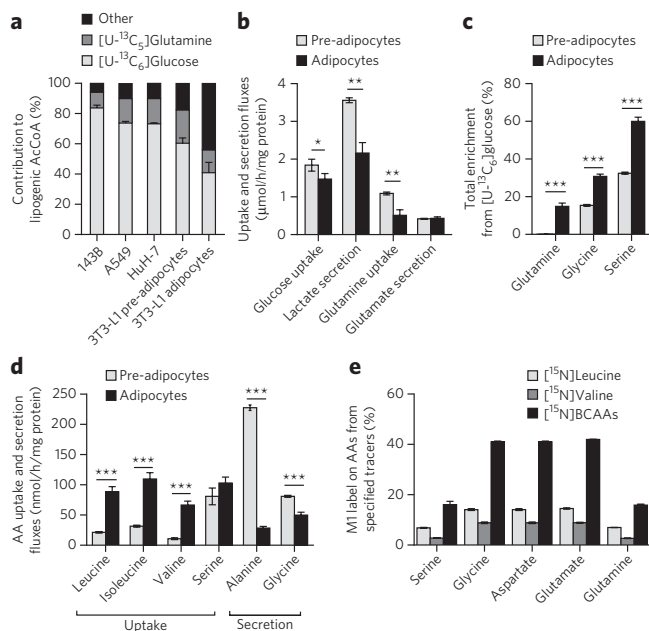 a
Other
[U-¹³C₅]Glutamine
[U-¹³C₆]Glucose
Contribution to
lipogenic AcCoA (%)
100
80
60
40
20
0
143B
A549
HuH-7
3T3-L1 pre-adipocytes
3T3-L1 adipocytes
b
Pre-adipocytes
Adipocytes
Uptake and secretion fluxes
(μmol/h/mg protein)
4
3
2
1
0
*
**
**
Glucose uptake
Lactate secretion
Glutamine uptake
Glutamate secretion
c
Pre-adipocytes
Adipocytes
Total enrichment
from [U-¹³C₆]glucose (%)
80
60
40
20
0
***
***
***
Glutamine
Glycine
Serine
d
Pre-adipocytes
Adipocytes
AA uptake and secretion
fluxes (nmol/h/mg protein)
250
200
150
100
50
0
***
***
***
***
***
Leucine
Isoleucine
Valine
Serine
Alanine
Glycine
Uptake
Secretion
e
[¹⁵N]Leucine
[¹⁵N]Valine
[¹⁵N]BCAAs
M1 label on AAs from
specified tracers (%)
60
40
20
0
Serine
Glycine
Aspartate
Glutamate
Glutamine